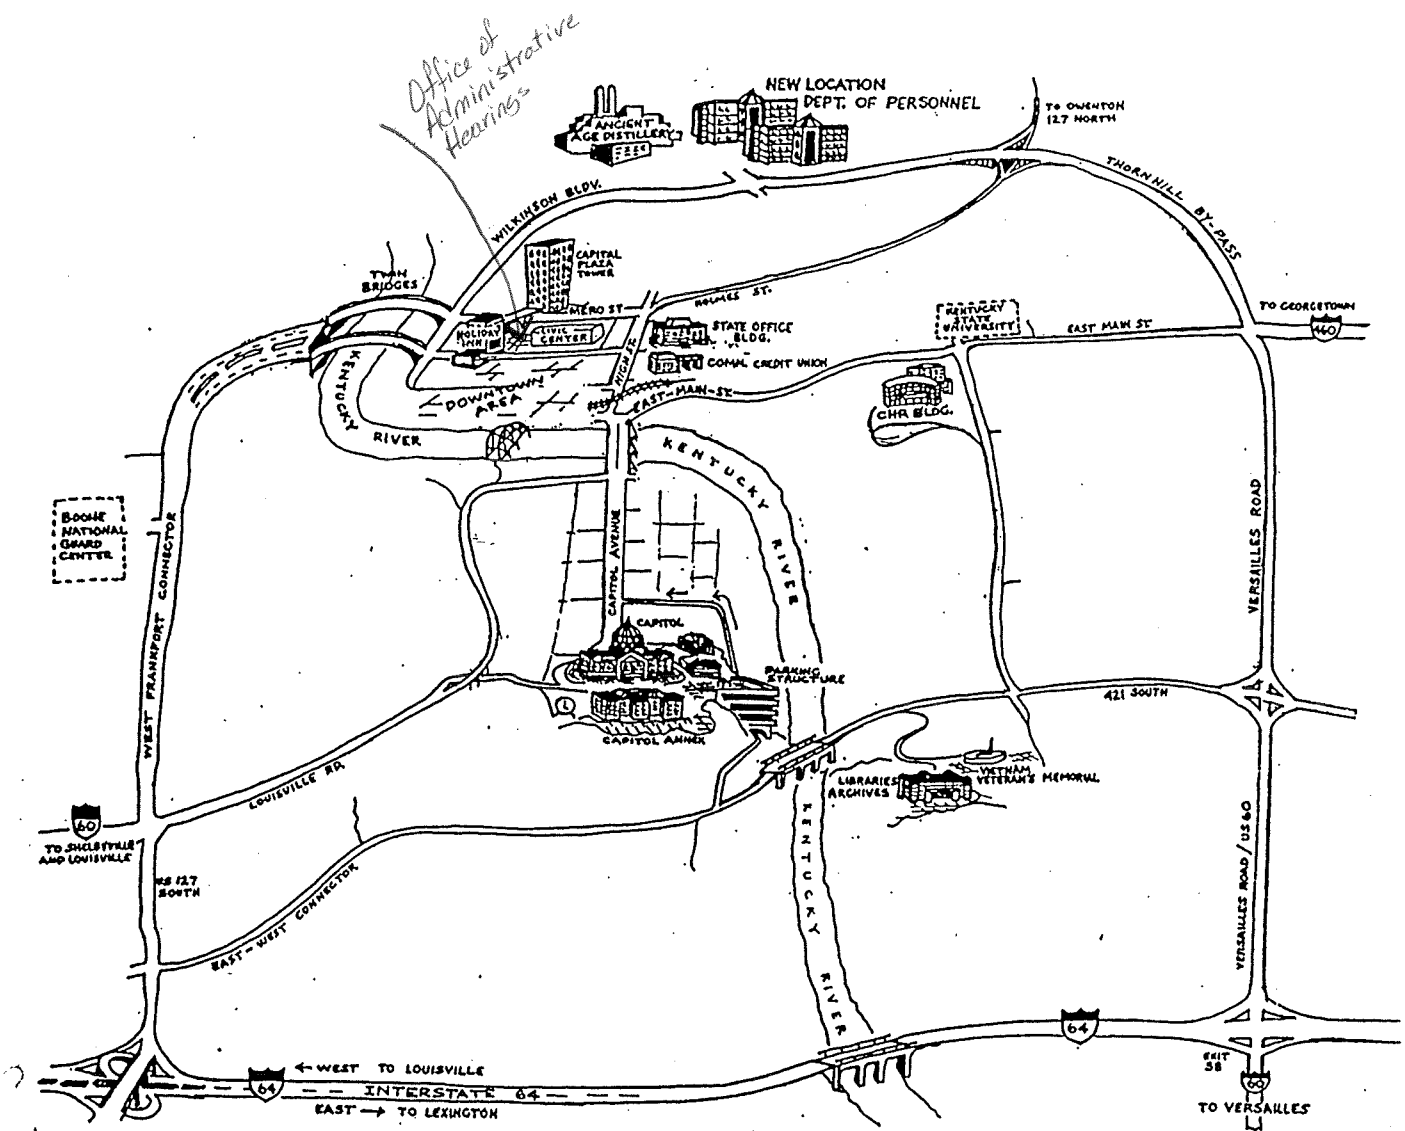 Office of
Administrative
Hearings
NEW LOCATION
DEPT. OF PERSONNEL
ANCIENT
AGE DISTILLERY
TO OWENTON
127 NORTH
THORNHILL BY-PASS
WILKINSON BLDV.
CAPITAL
PLAZA
TOWER
TWIN
BRIDGES
MERO ST.
HOLMES ST.
HOLIDAY
INN
CIVIC
CENTER
STATE OFFICE
BLDG.
COMM. CREDIT UNION
HIGH ST.
KENTUCKY
STATE
UNIVERSITY
EAST MAIN ST.
TO GEORGETOWN
460
DOWNTOWN
AREA
EAST-MAIN-ST.
CHR BLDG.
KENTUCKY
RIVER
KENTUCKY
RIVER
BOONE
NATIONAL
GUARD
CENTER
WEST FRANKFORT CONNECTOR
CAPITOL AVENUE
VERSAILLES ROAD
CAPITOL
PARKING
STRUCTURE
CAPITOL ANNEX
421 SOUTH
LIBRARIES
ARCHIVES
VIETNAM
VETERAN'S MEMORIAL
LOUISVILLE RD.
60
TO SHELBYVILLE
AND LOUISVILLE
US 127
SOUTH
EAST-WEST CONNECTOR
KENTUCKY
RIVER
VERSAILLES ROAD/US60
64
64
WEST TO LOUISVILLE
INTERSTATE 64
EAST → TO LEXINGTON
EXIT
58
60
TO VERSAILLES